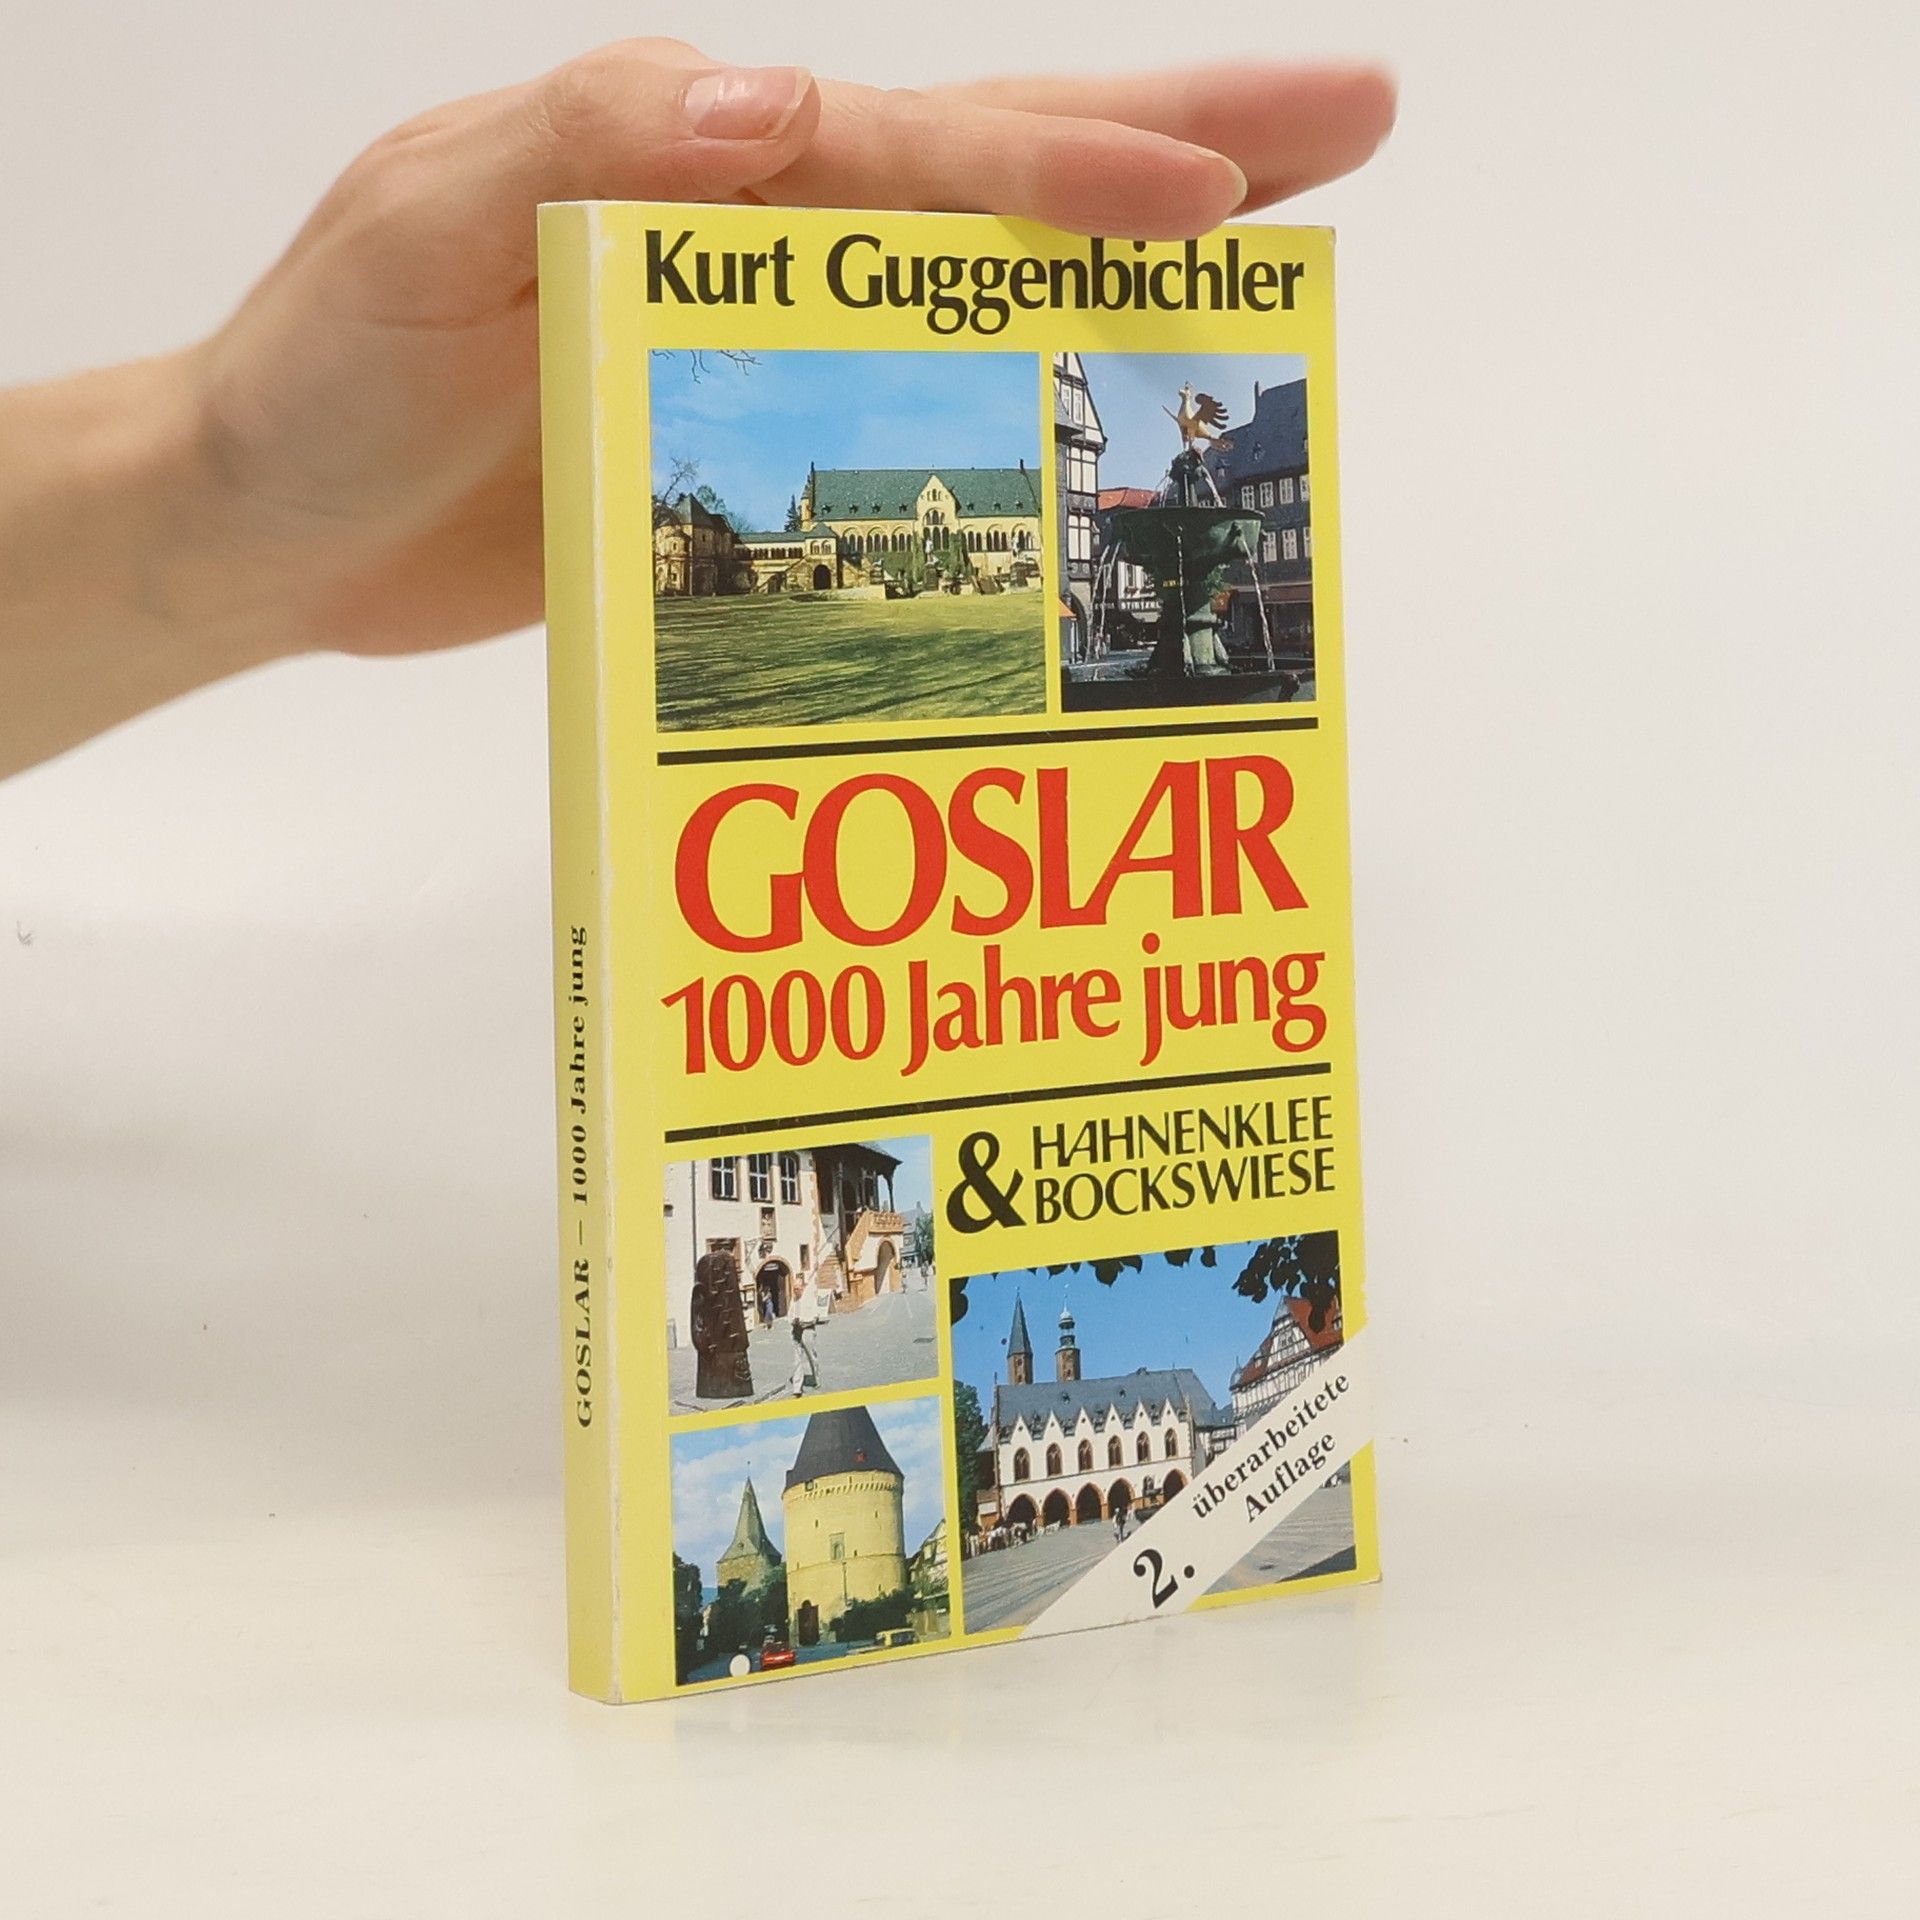 Kurt Guggenbichler
GOSLAR
1000 Jahre jung
& HAHNENKLEE
BOCKSWIESE
2. überarbeitete
Auflage
GOSLAR – 1000 Jahre jung